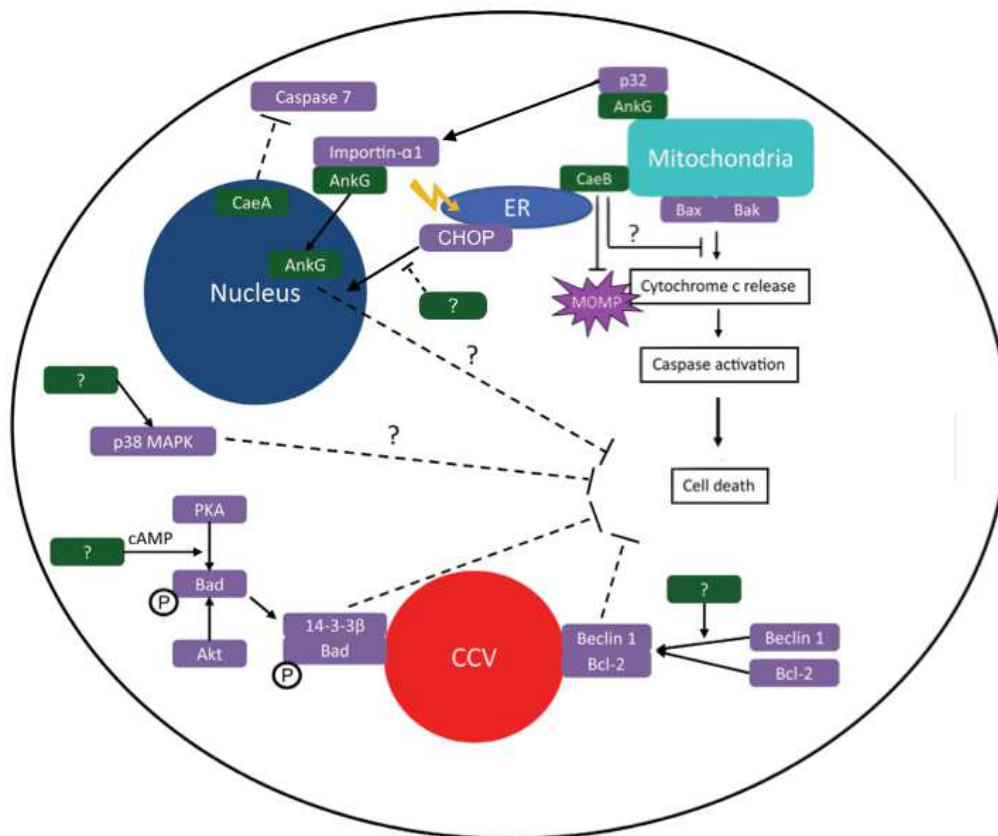 p32
AnkG
Caspase 7
Importin-α1
AnkG
Mitochondria
CaeB
CaeA
ER
Bax
Bak
CHOP
?
AnkG
Nucleus
?
MOMP
Cytochrome c release
?
Caspase activation
?
p38 MAPK
?
Cell death
PKA
?
cAMP
Bad
P
?
14-3-3β
Bad
P
Akt
CCV
Beclin 1
Bcl-2
Beclin 1
Bcl-2